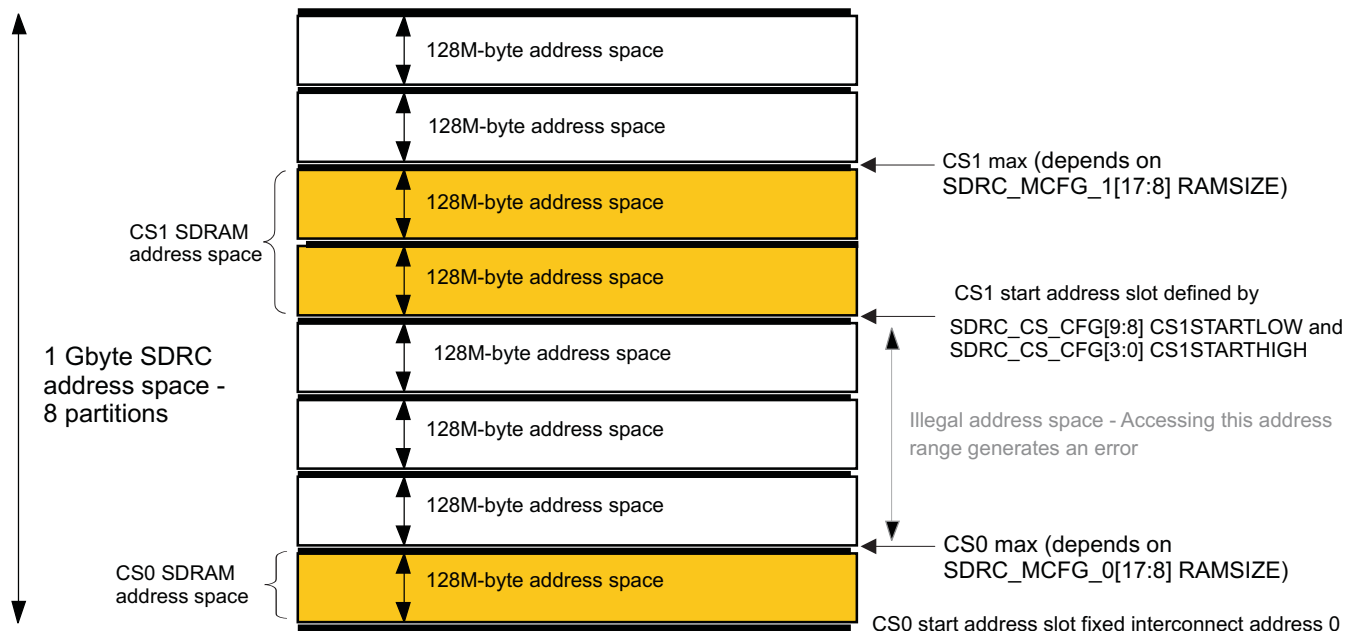 128M-byte address space
128M-byte address space
CS1 max (depends on
SDRC_MCFG_1[17:8] RAMSIZE)
128M-byte address space
CS1 SDRAM
address space
128M-byte address space
CS1 start address slot defined by
SDRC_CS_CFG[9:8] CS1STARTLOW and
SDRC_CS_CFG[3:0] CS1STARTHIGH
128M-byte address space
1 Gbyte SDRC
address space -
8 partitions
128M-byte address space
Illegal address space - Accessing this address
range generates an error
128M-byte address space
CS0 max (depends on
SDRC_MCFG_0[17:8] RAMSIZE)
CS0 SDRAM
address space
128M-byte address space
CS0 start address slot fixed interconnect address 0